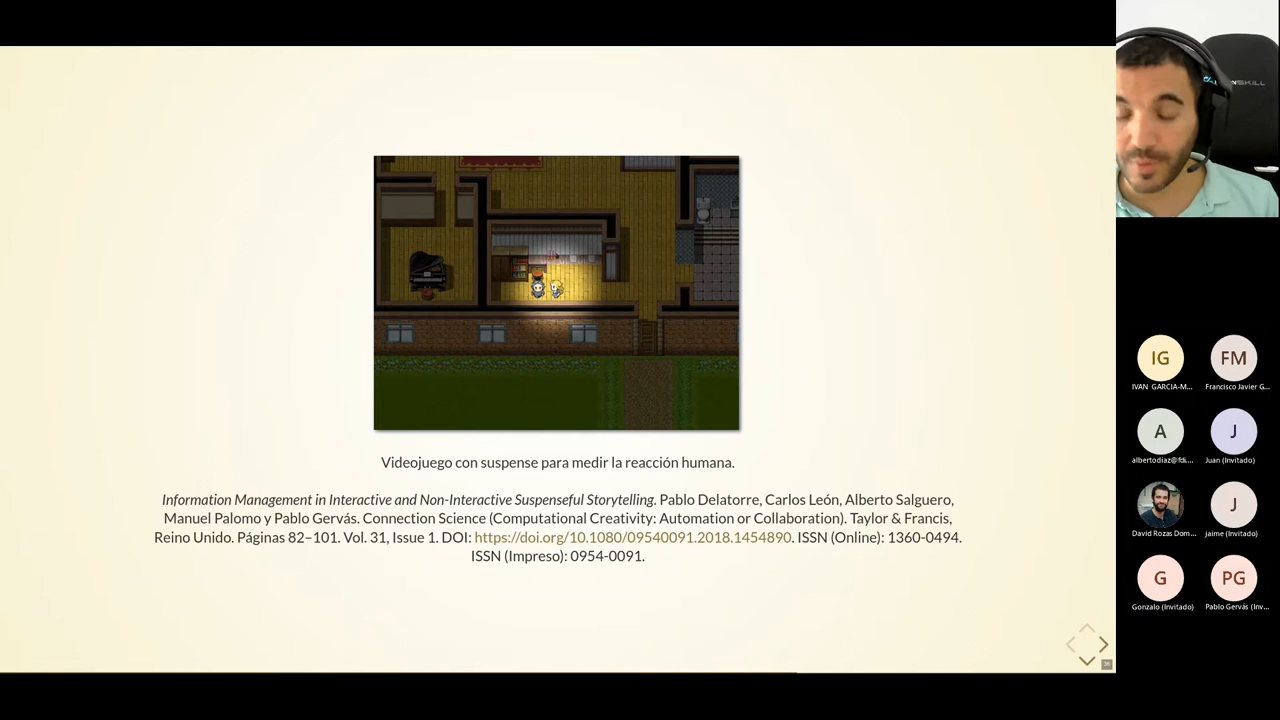 Videojuego con suspense para medir la reacción humana.
Information Management in Interactive and Non-Interactive Suspenseful Storytelling. Pablo Delatorre, Carlos León, Alberto Salguero,
Manuel Palomo y Pablo Gervás. Connection Science (Computational Creativity: Automation or Collaboration). Taylor & Francis,
Reino Unido. Páginas 82–101. Vol. 31, Issue 1. DOI: https://doi.org/10.1080/09540091.2018.1454890. ISSN (Online): 1360-0494.
ISSN (Impreso): 0954-0091.
IG
FM
IVAN GARCIA-M...
Francisco Javier G...
A
J
albertodiaz@fdi....
Juan (Invitado)
J
David Rozas Dom...
jaime (Invitado)
G
PG
Gonzalo (Invitado)
Pablo Gervás (Inv...